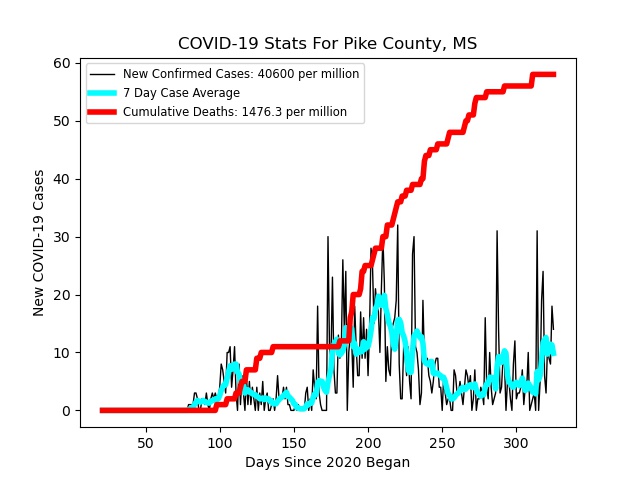 COVID-19 Stats For Pike County, MS
New Confirmed Cases: 40600 per million
7 Day Case Average
Cumulative Deaths: 1476.3 per million
60
50
40
30
20
10
0
New COVID-19 Cases
50 100 150 200 250 300
Days Since 2020 Began